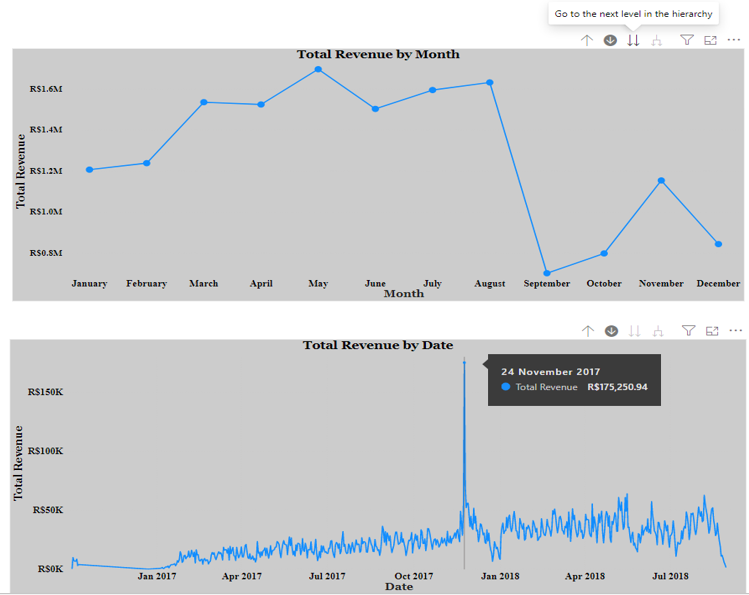 Go to the next level in the hierarchy
Total Revenue by Month
Total Revenue
R$1.6M
R$1.4M
R$1.2M
R$1.0M
R$0.8M
January February March April May June July August September October November December
Month
Total Revenue by Date
24 November 2017
Total Revenue R$175,250.94
Total Revenue
R$150K
R$100K
R$50K
R$0K
Jan 2017 Apr 2017 Jul 2017 Oct 2017 Jan 2018 Apr 2018 Jul 2018
Date